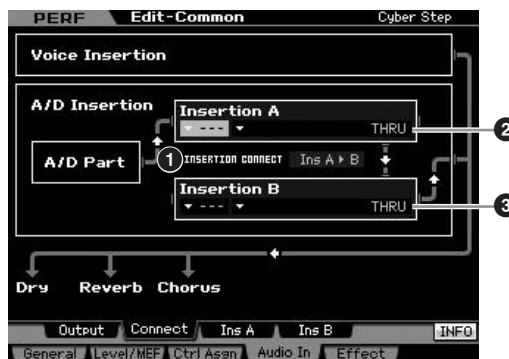 PERF Edit-Common Cyber Step
Voice Insertion
A/D Insertion
Insertion A
--- THRU
2
A/D Part
1 INSERTION CONNECT Ins A ▸ B
Insertion B
--- THRU
3
Dry Reverb Chorus
Output Connect Ins A Ins B INFO
General Level/MEF Ctrl Asgn Audio In Effect